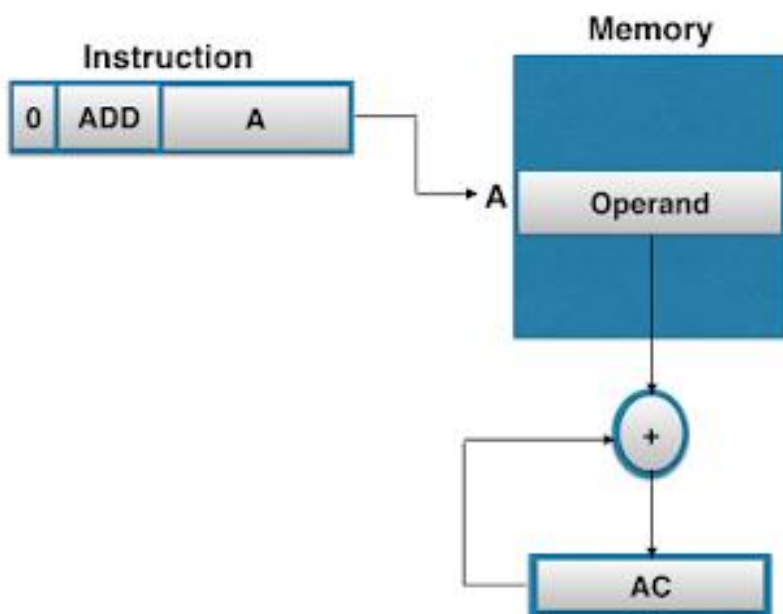 Memory
Instruction
0 ADD A
A Operand
+
AC